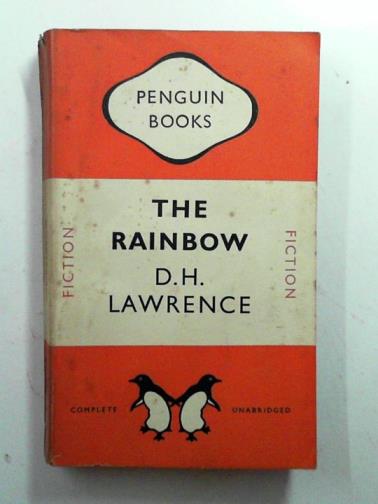 PENGUIN
BOOKS
THE
RAINBOW
D.H.
LAWRENCE
FICTION
FICTION
COMPLETE UNABRIDGED